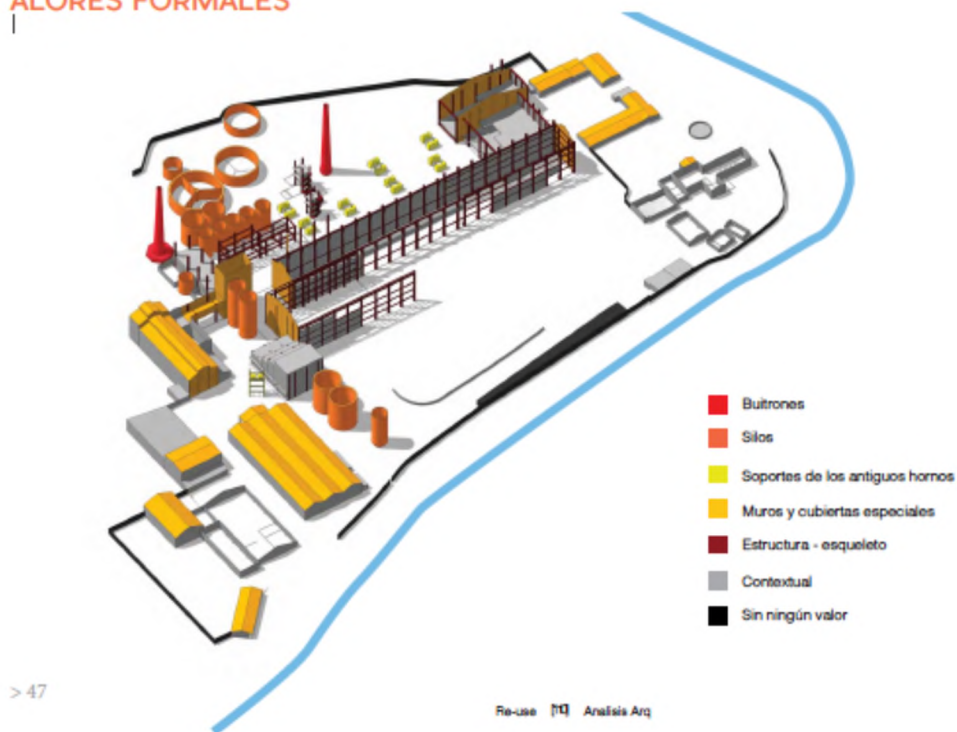 ALORES FORMALES
Buitrones
Silos
Soportes de los antiguos hornos
Muros y cubiertas especiales
Estructura - esqueleto
Contextual
Sin ningún valor
> 47
Re-use Analisis Arq